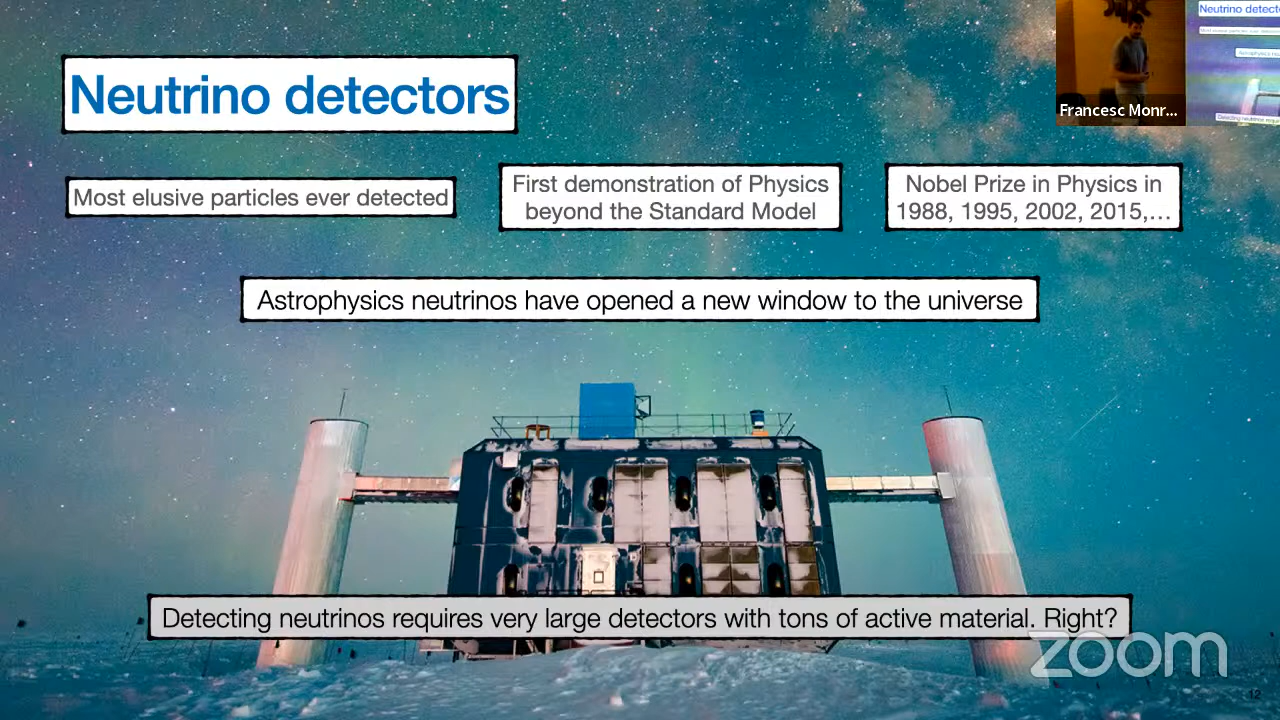 Neutrino detectors
Most elusive particles ever detected
First demonstration of Physics
beyond the Standard Model
Nobel Prize in Physics in
1988, 1995, 2002, 2015,…
Astrophysics neutrinos have opened a new window to the universe
Detecting neutrinos requires very large detectors with tons of active material. Right?
Francesc Monr...
Neutrino detect
zoom
12